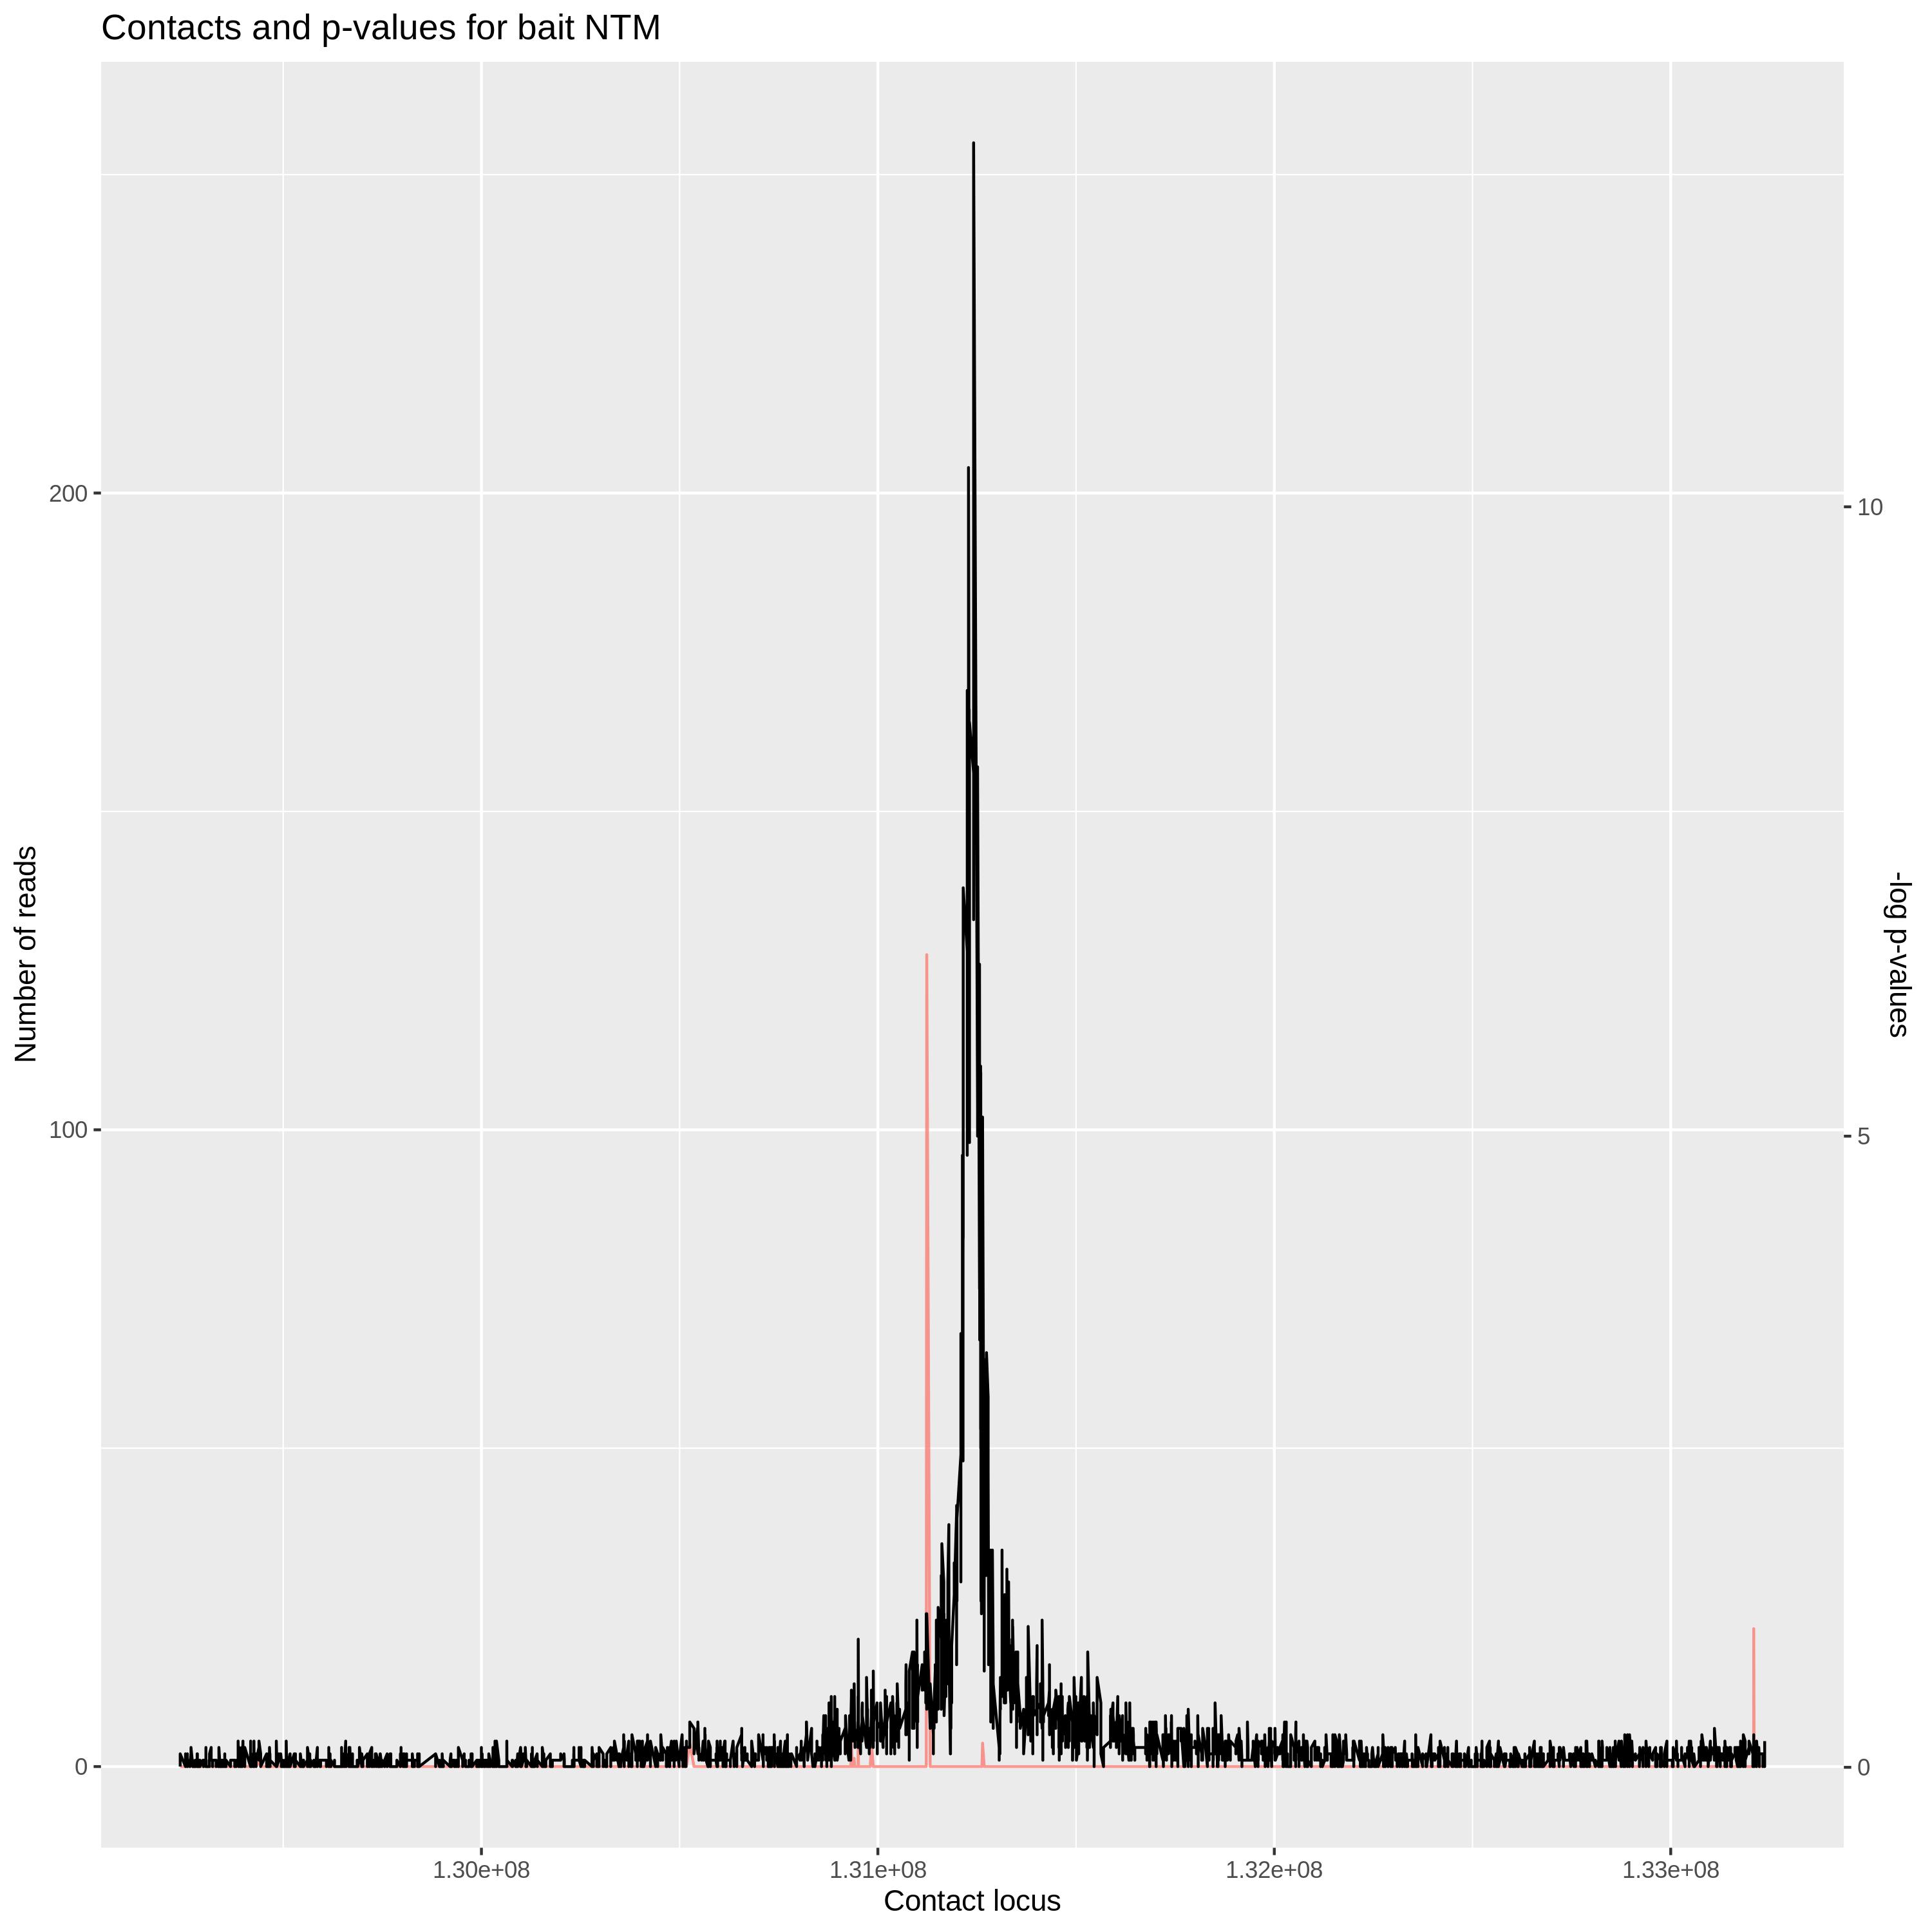 Contacts and p-values for bait NTM
Number of reads
200
100
0
10
5
0
-log p-values
1.30e+08
1.31e+08
1.32e+08
1.33e+08
Contact locus